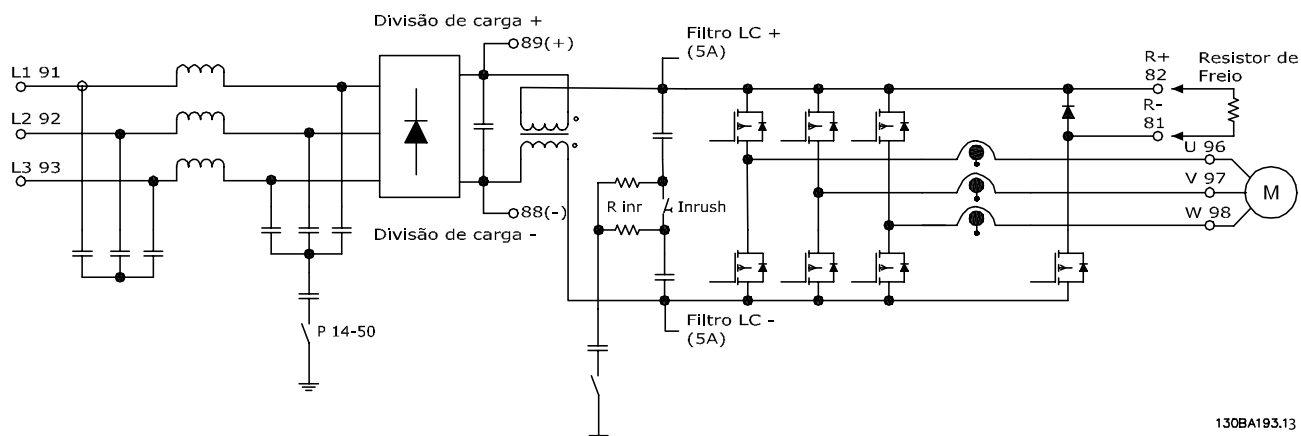 Divisão de carga +
89(+)
Filtro LC +
(5A)
L1 91
L2 92
L3 93
R+
82
R-
81
Resistor de
Freio
U 96
V 97
W 98
M
R inr
Inrush
88(-)
Divisão de carga -
P 14-50
Filtro LC -
(5A)
130BA193.13